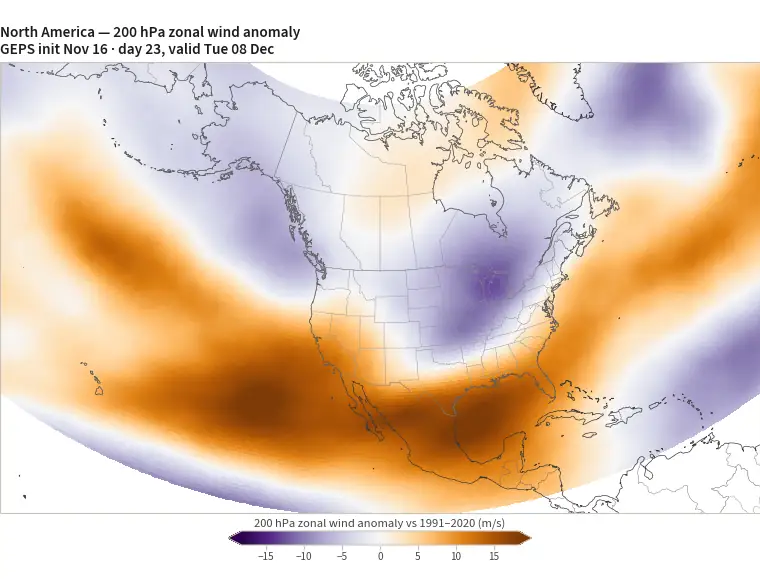 North America — 200 hPa zonal wind anomaly
GEPS init Nov 16 · day 23, valid Tue 08 Dec
200 hPa zonal wind anomaly vs 1991–2020 (m/s)
−15 −10 −5 0 5 10 15